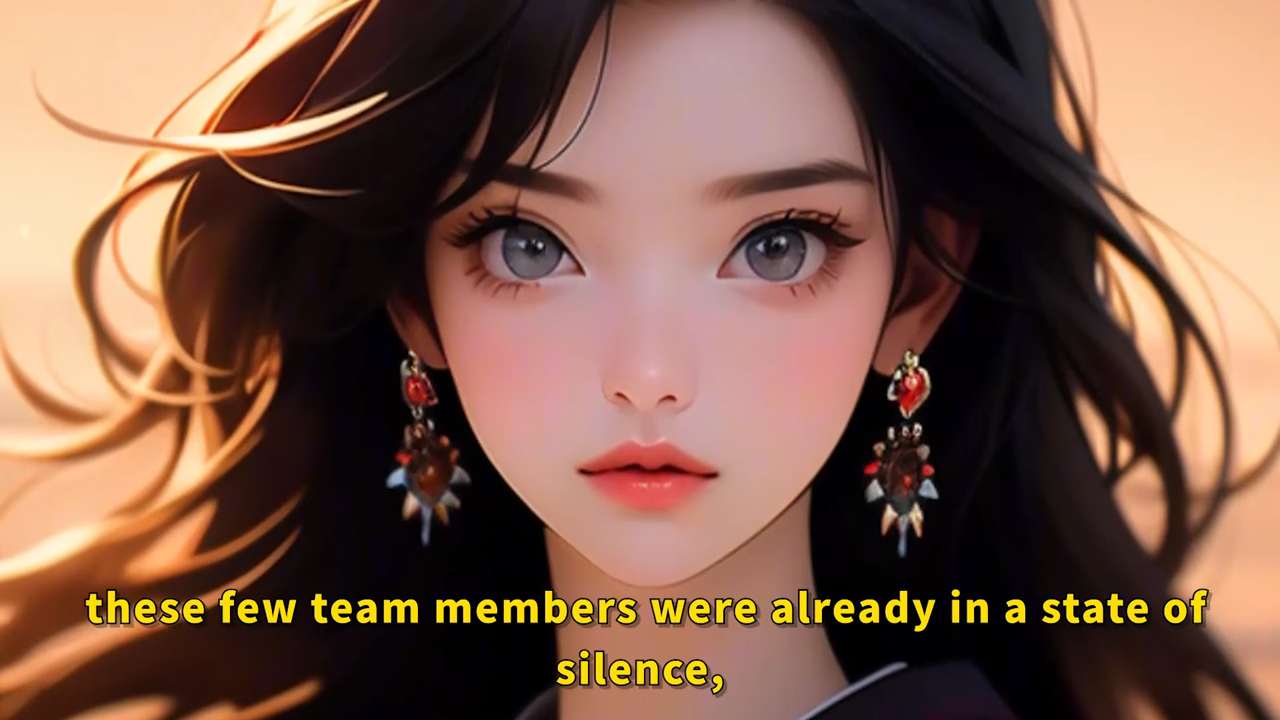 these few team members were already in a state of
silence,